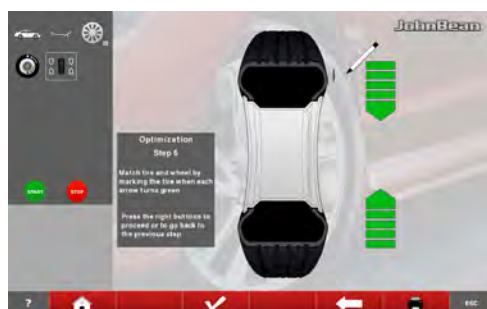 JohnBean
Optimization
Step 6
Match tire and wheel by
marking the tire when each
arrow turns green
Press the right buttons to
proceed or to go back to
the previous step
START
STOP
?
ESC